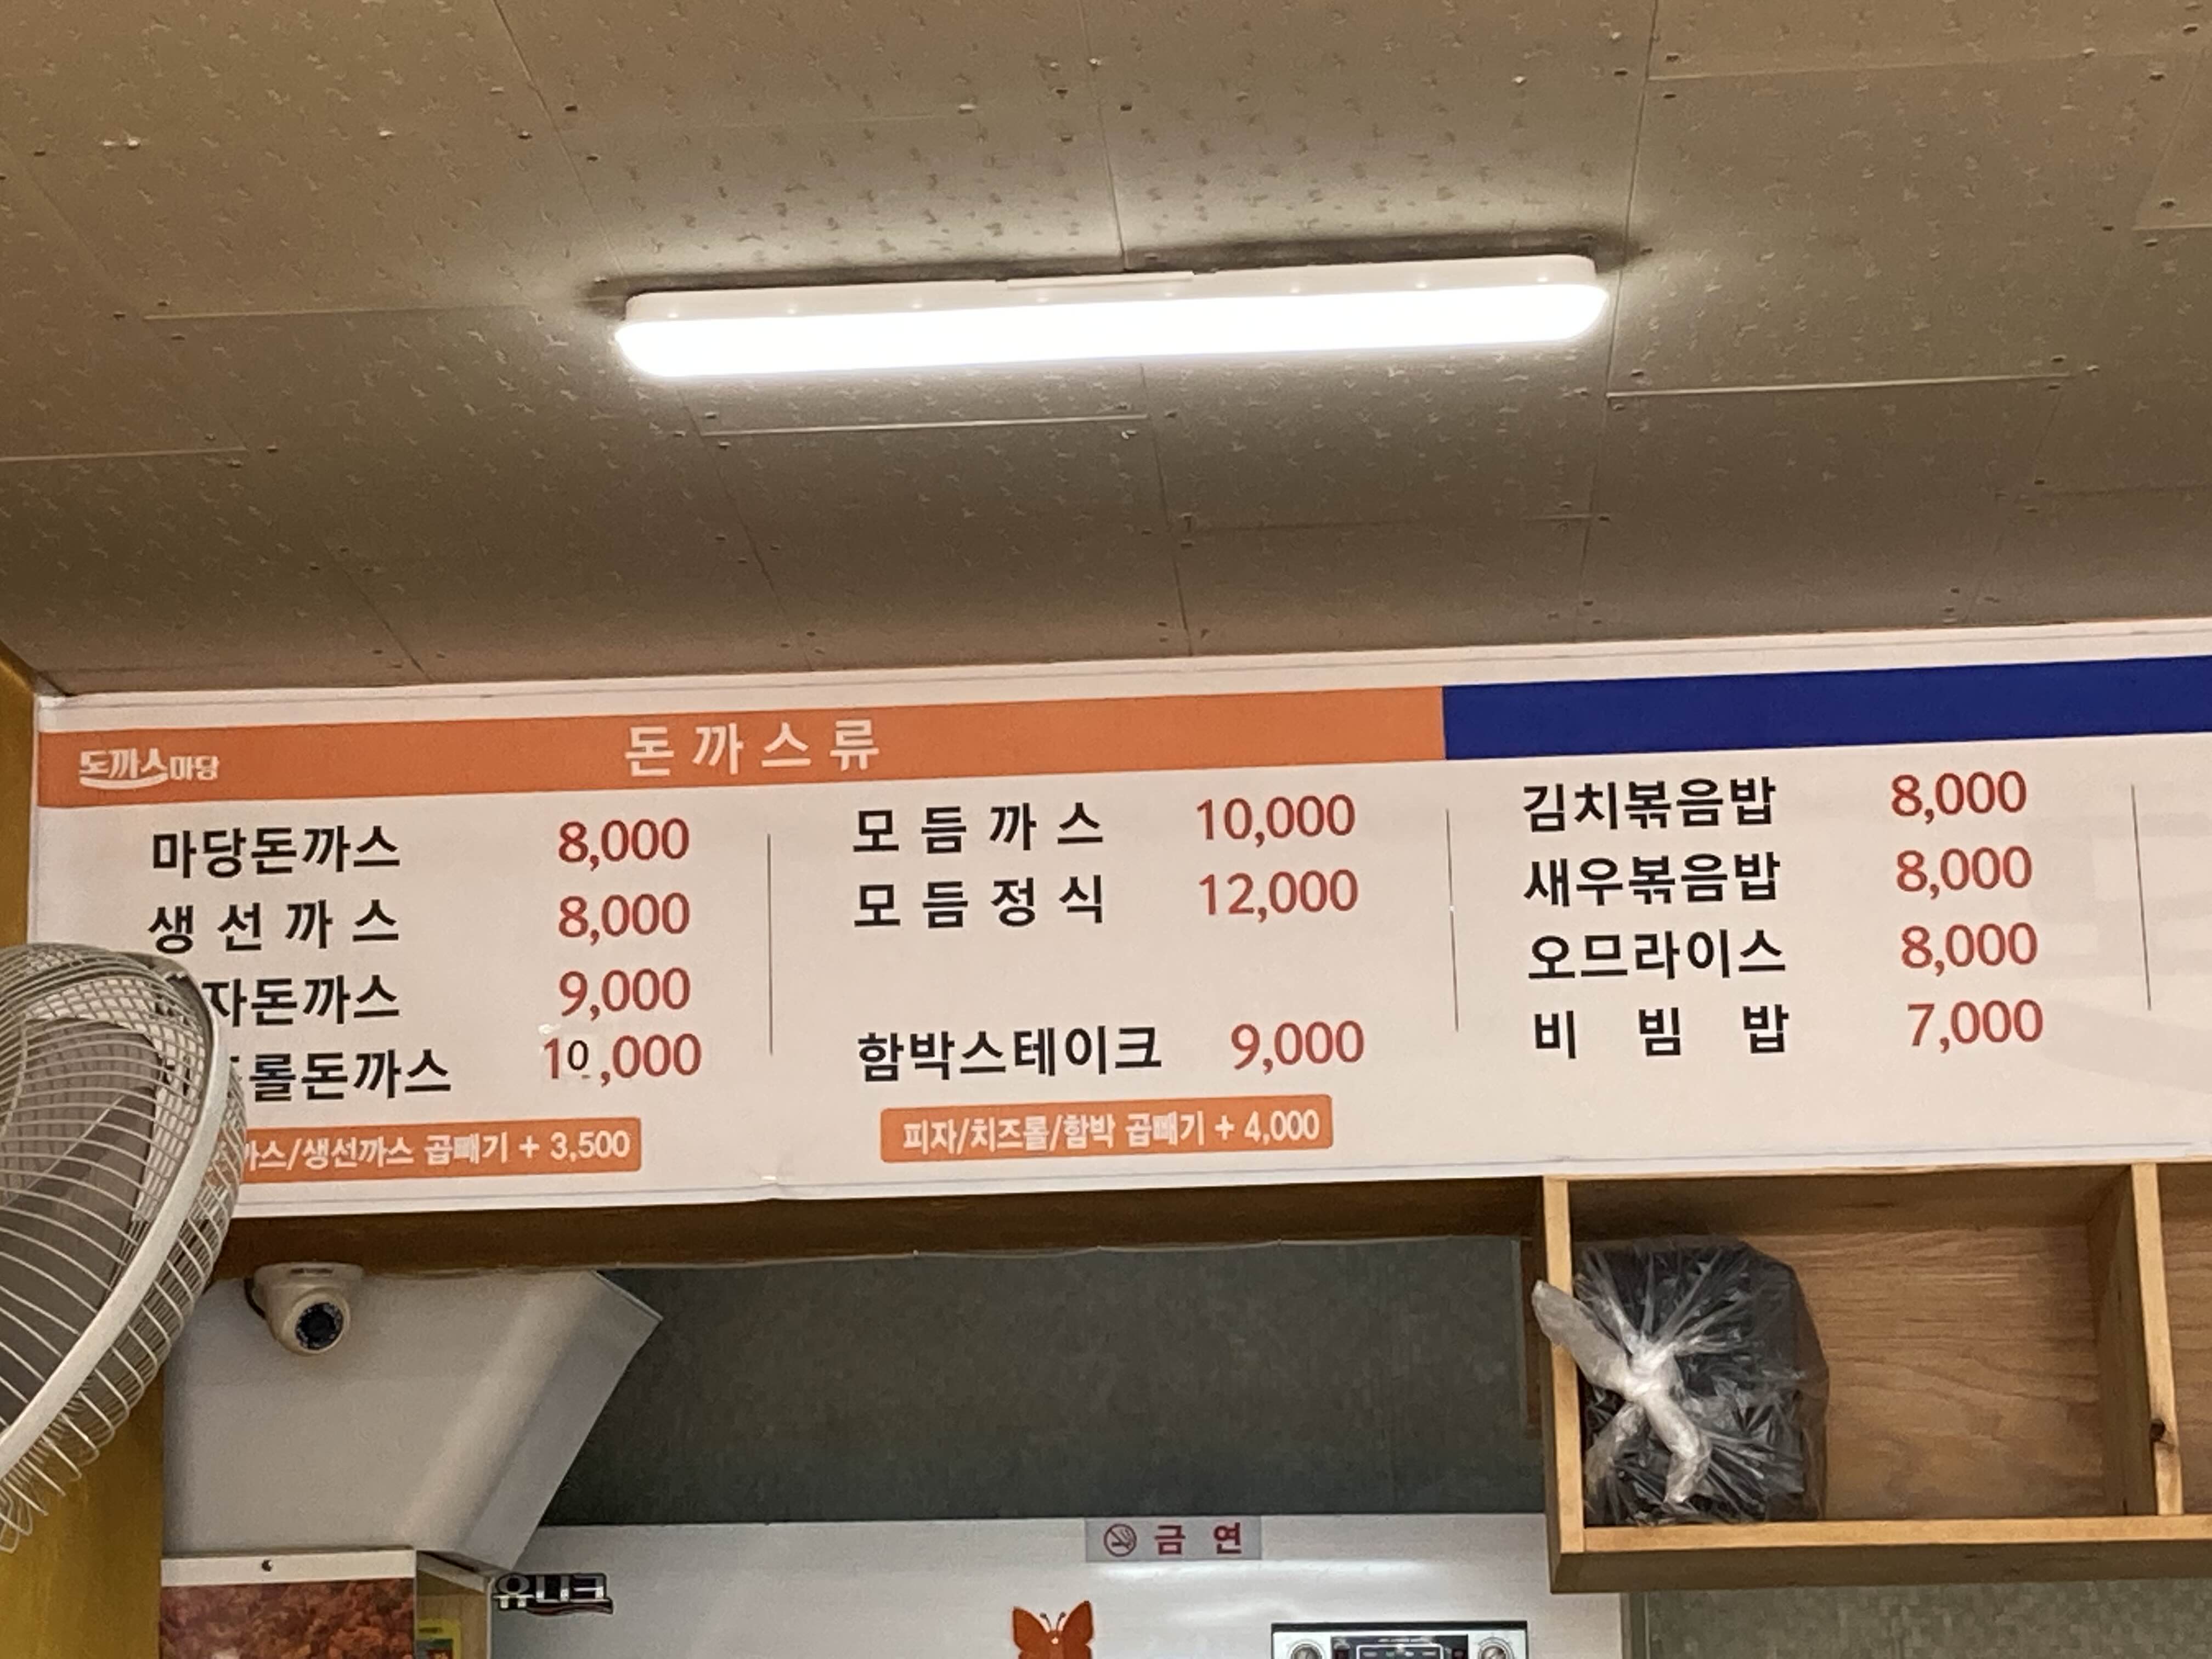 돈까스마당
돈까스류
마당돈까스 8,000
생선까스 8,000
자돈까스 9,000
롤돈까스 10,000
까스/생선까스 곱빼기 + 3,500
모듬까스 10,000
모듬정식 12,000
함박스테이크 9,000
피자/치즈롤/함박 곱빼기 + 4,000
김치볶음밥 8,000
새우볶음밥 8,000
오므라이스 8,000
비빔밥 7,000
금연
유니크